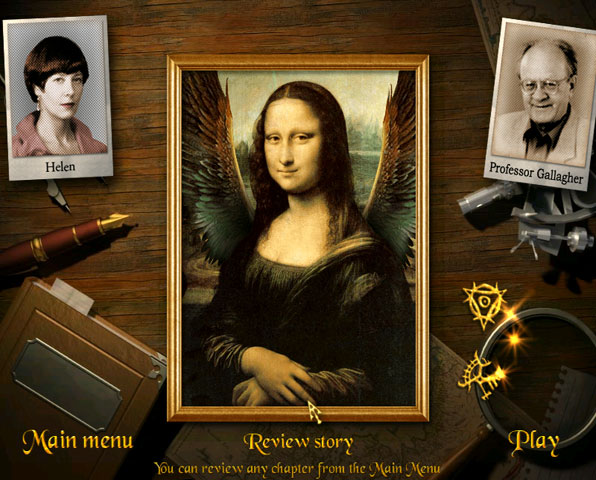 Helen
Professor Gallagher
Main menu
Review story
Play
You can review any chapter from the Main Menu